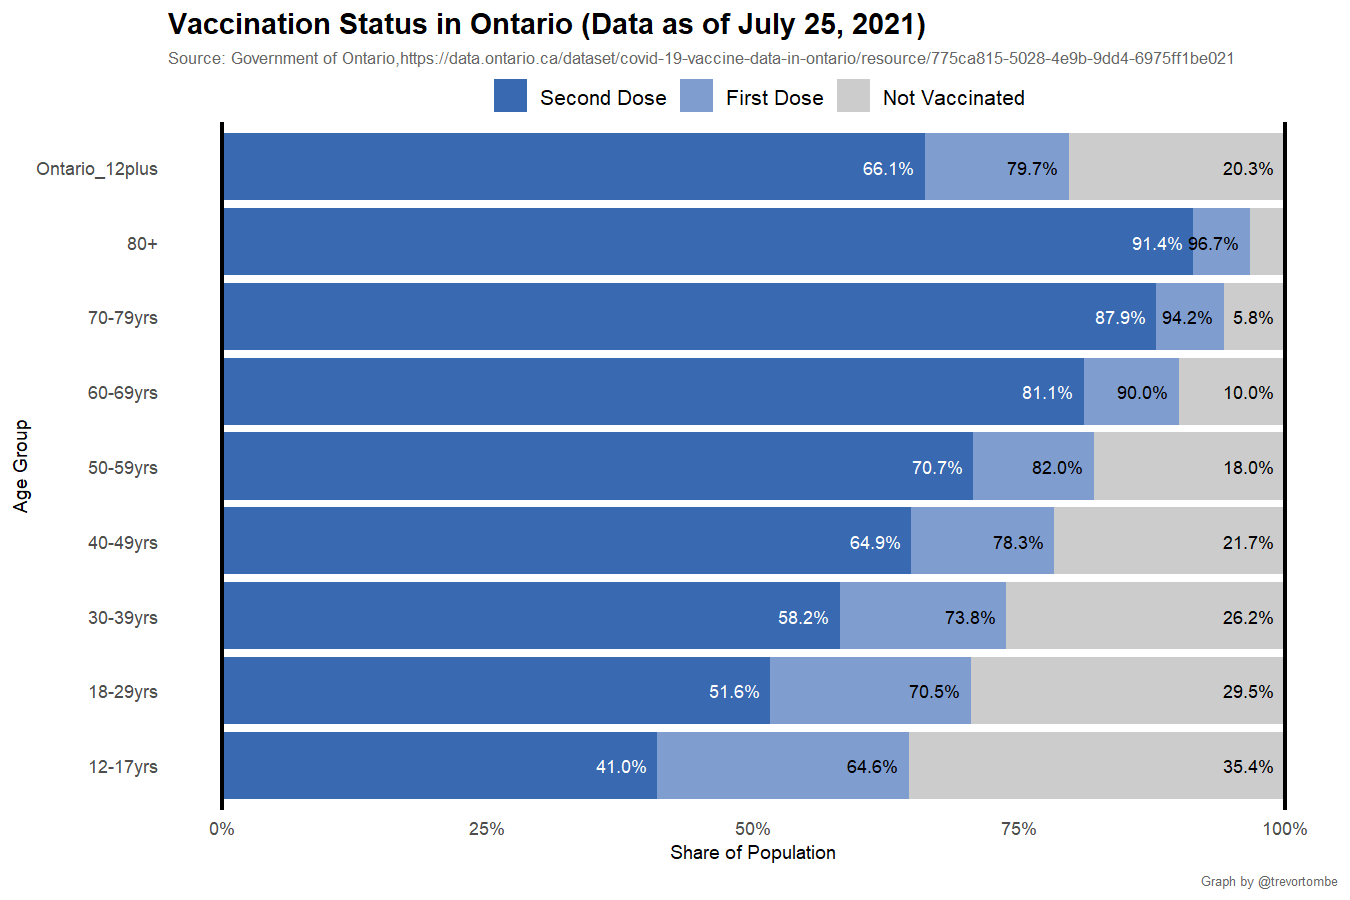 Vaccination Status in Ontario (Data as of July 25, 2021)
Source: Government of Ontario,https://data.ontario.ca/dataset/covid-19-vaccine-data-in-ontario/resource/775ca815-5028-4e9b-9dd4-6975ff1be021
Second Dose First Dose Not Vaccinated
Ontario_12plus 66.1% 79.7% 20.3%
80+ 91.4% 96.7%
70-79yrs 87.9% 94.2% 5.8%
60-69yrs 81.1% 90.0% 10.0%
50-59yrs 70.7% 82.0% 18.0%
40-49yrs 64.9% 78.3% 21.7%
30-39yrs 58.2% 73.8% 26.2%
18-29yrs 51.6% 70.5% 29.5%
12-17yrs 41.0% 64.6% 35.4%
Age Group
0% 25% 50% 75% 100%
Share of Population
Graph by @trevortombe